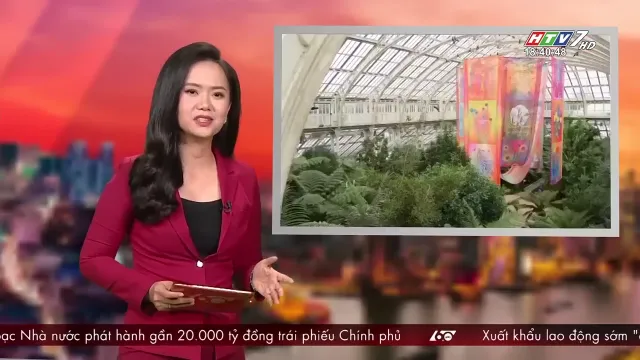 HTV7 HD
18:40:48
ạc Nhà nước phát hành gần 20.000 tỷ đồng trái phiếu Chính phủ 60 Xuất khẩu lao động sớm "